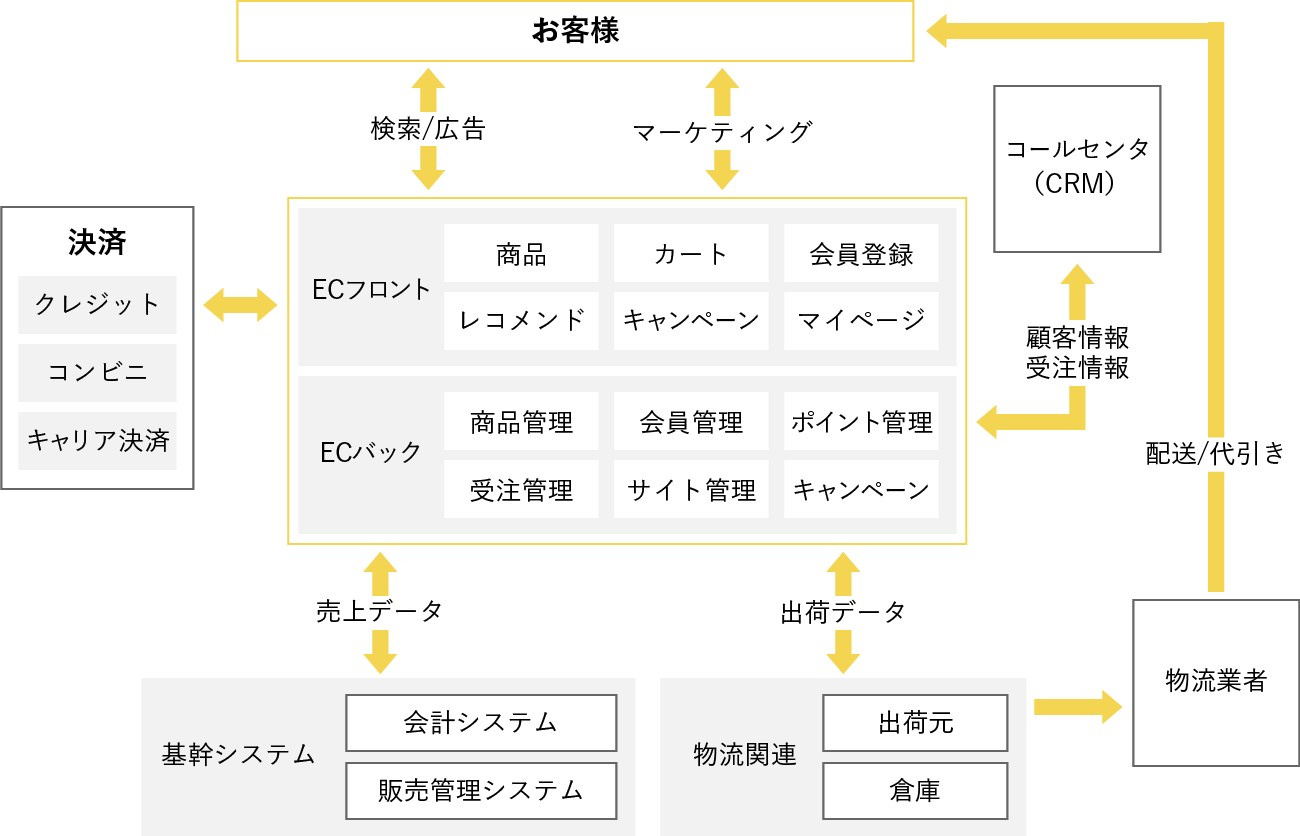 お客様
検索/広告
マーケティング
コールセンタ
（CRM）
決済
クレジット
コンビニ
キャリア決済
ECフロント
商品
カート
会員登録
レコメンド
キャンペーン
マイページ
顧客情報
受注情報
ECバック
商品管理
会員管理
ポイント管理
受注管理
サイト管理
キャンペーン
配送/代引き
売上データ
出荷データ
基幹システム
会計システム
販売管理システム
物流関連
出荷元
倉庫
物流業者